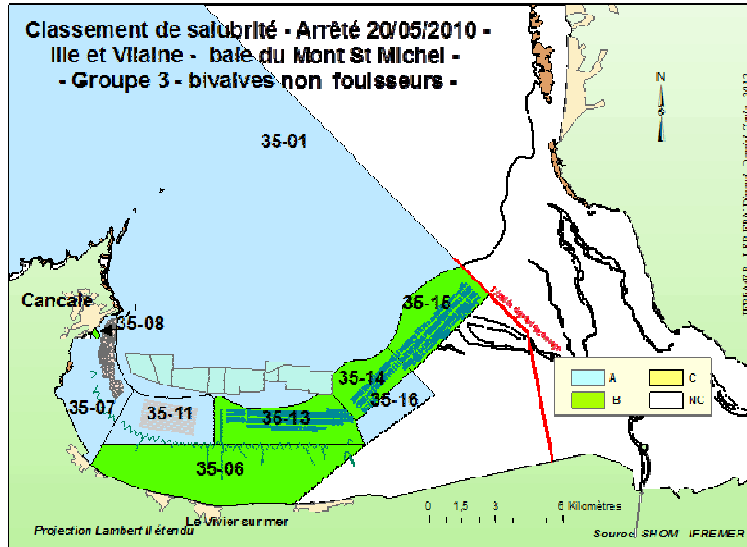 Classement de salubrité - Arrêté 20/05/2010 -
Ille et Vilaine - baie du Mont St Michel -
- Groupe 3 - bivalves non fouisseurs -
35-01
N
Cancale
35-08
35-15
35-14
35-16
35-07
35-11
35-13
35-06
A
C
B
NC
Le Vivier sur mer
0 1,5 3 6 Kilomètres
Projection Lambert II étendu
Source: SHOM IFREMER